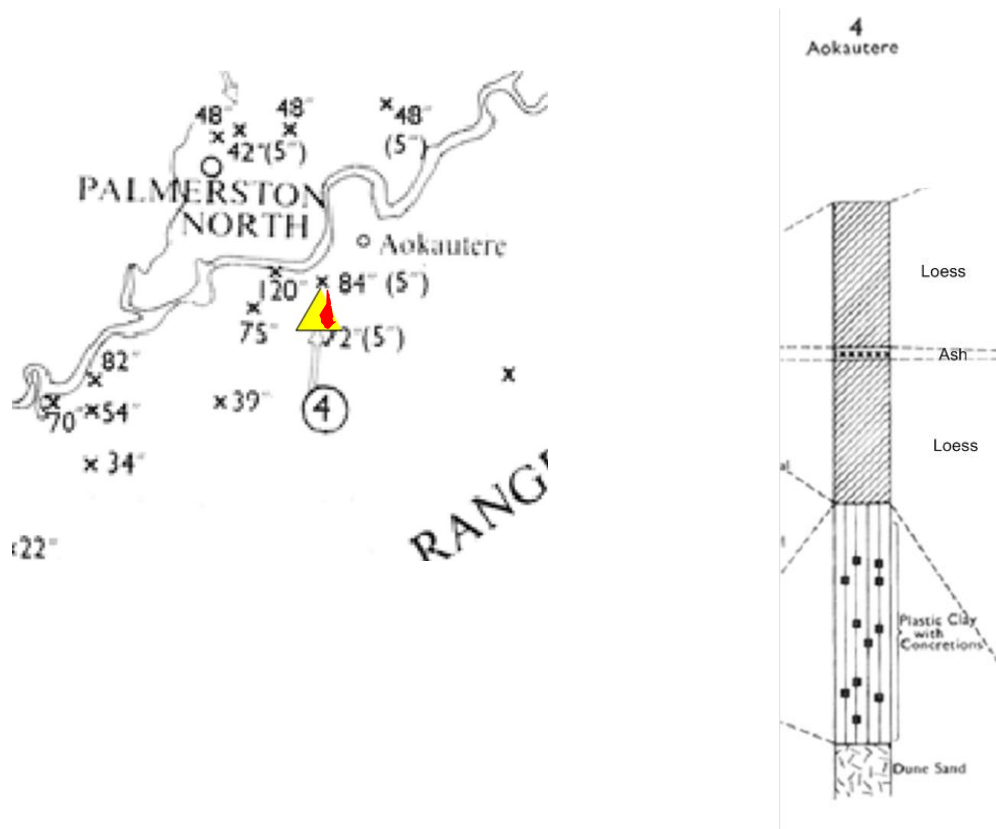 4
Aokautere
48″
48″
48″
(5″)
42″(5″)
PALMERSTON
NORTH
Aokautere
120″
84″ (5″)
75″
72″(5″)
82″
70″
54″
39″
4
34″
22″
RANGE
Loess
Ash
Loess
Plastic Clay
with
Concretions
Dune Sand